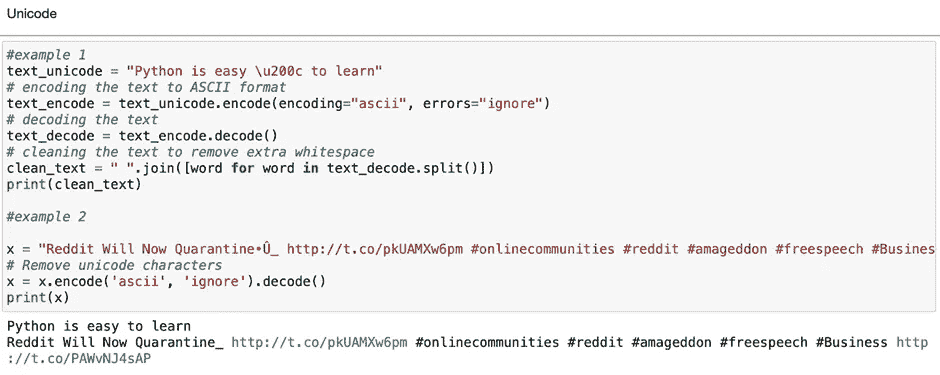 Unicode
#example 1
text_unicode = "Python is easy \u200c to learn"
# encoding the text to ASCII format
text_encode = text_unicode.encode(encoding="ascii", errors="ignore")
# decoding the text
text_decode = text_encode.decode()
# cleaning the text to remove extra whitespace
clean_text = " ".join([word for word in text_decode.split()])
print(clean_text)
#example 2
x = "Reddit Will Now Quarantine•Û_ http://t.co/pkUAMXw6pm #onlinecommunities #reddit #amageddon #freespeech #Busines
# Remove unicode characters
x = x.encode('ascii', 'ignore').decode()
print(x)
Python is easy to learn
Reddit Will Now Quarantine_ http://t.co/pkUAMXw6pm #onlinecommunities #reddit #amageddon #freespeech #Business http
://t.co/PAWvNJ4sAP